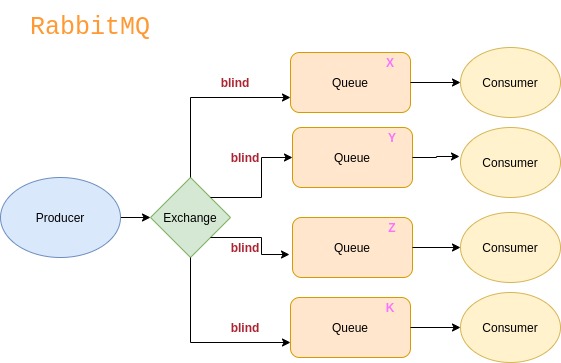 RabbitMQ
X
blind
Queue
Consumer
Y
blind
Queue
Consumer
Producer
Exchange
Z
blind
Queue
Consumer
K
blind
Queue
Consumer